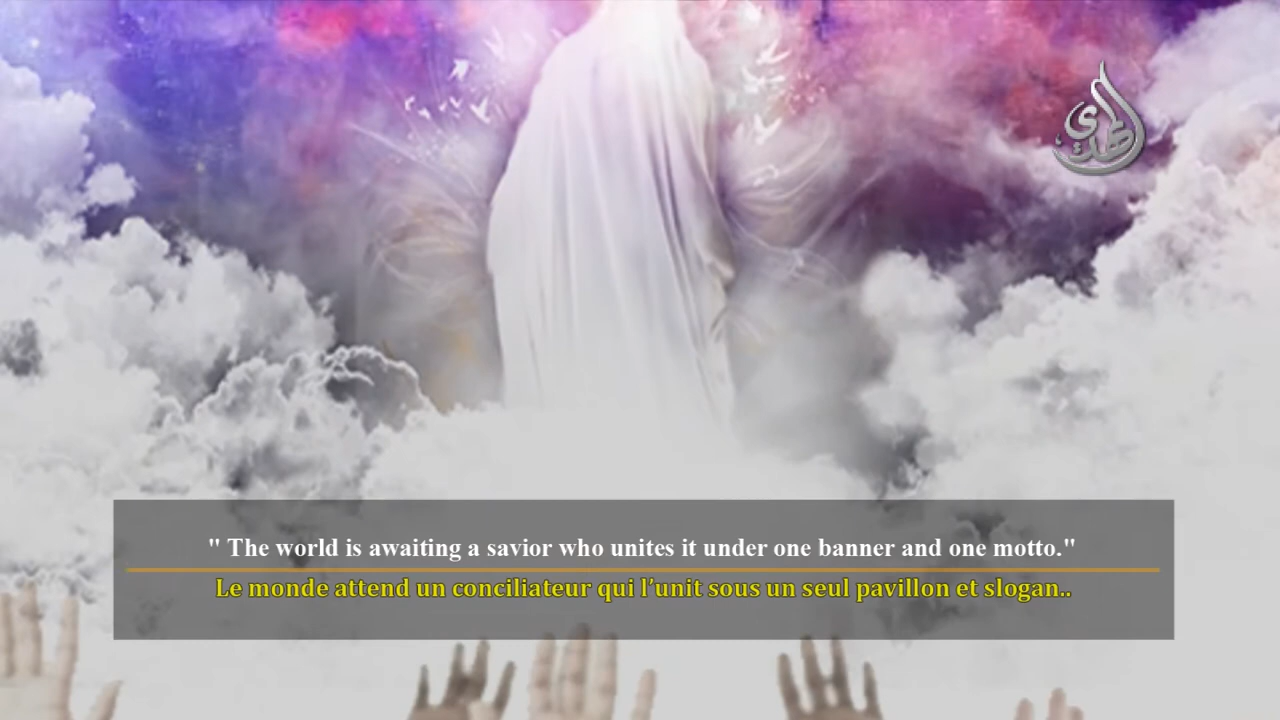 الهدى
" The world is awaiting a savior who unites it under one banner and one motto."
Le monde attend un conciliateur qui l'unit sous un seul pavillon et slogan..